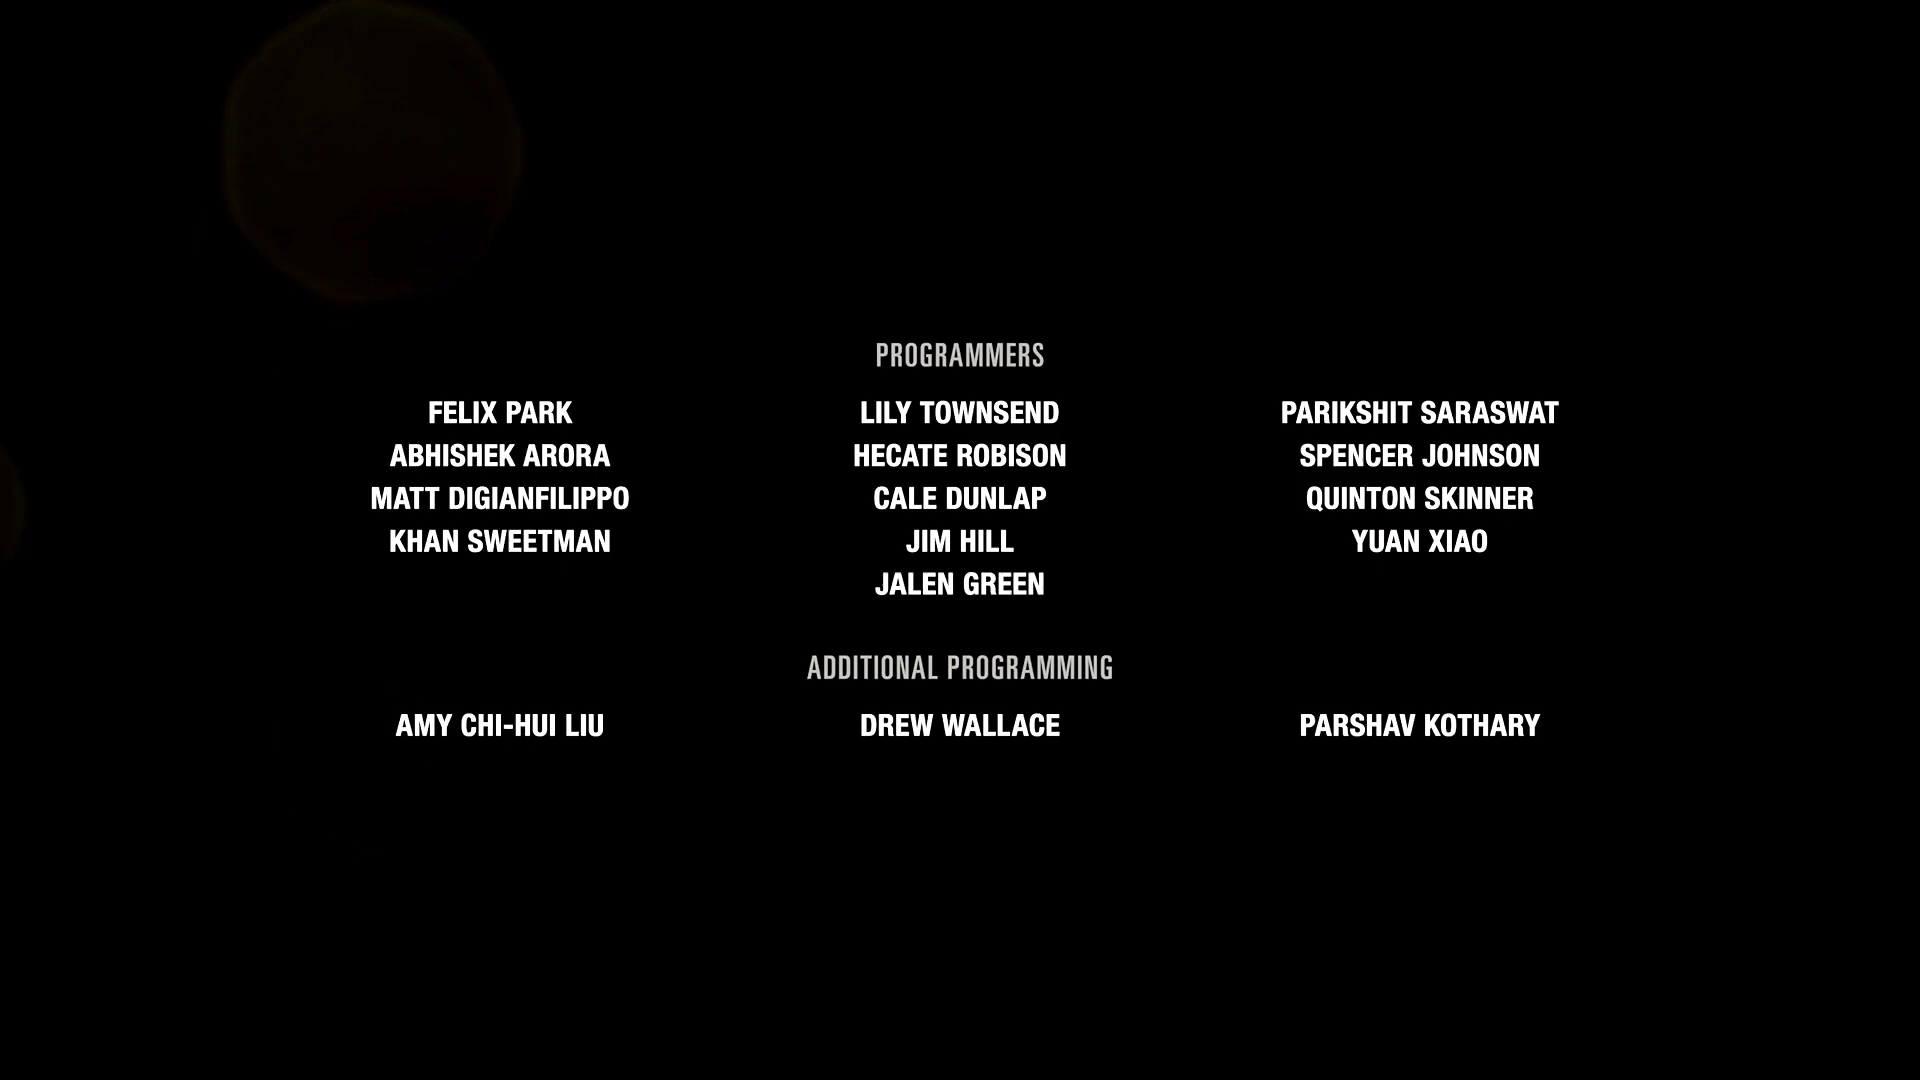 PROGRAMMERS
FELIX PARK LILY TOWNSEND PARIKSHIT SARASWAT
ABHISHEK ARORA HECATE ROBISON SPENCER JOHNSON
MATT DIGIANFILIPPO CALE DUNLAP QUINTON SKINNER
KHAN SWEETMAN JIM HILL YUAN XIAO
JALEN GREEN
ADDITIONAL PROGRAMMING
AMY CHI-HUI LIU DREW WALLACE PARSHAV KOTHARY